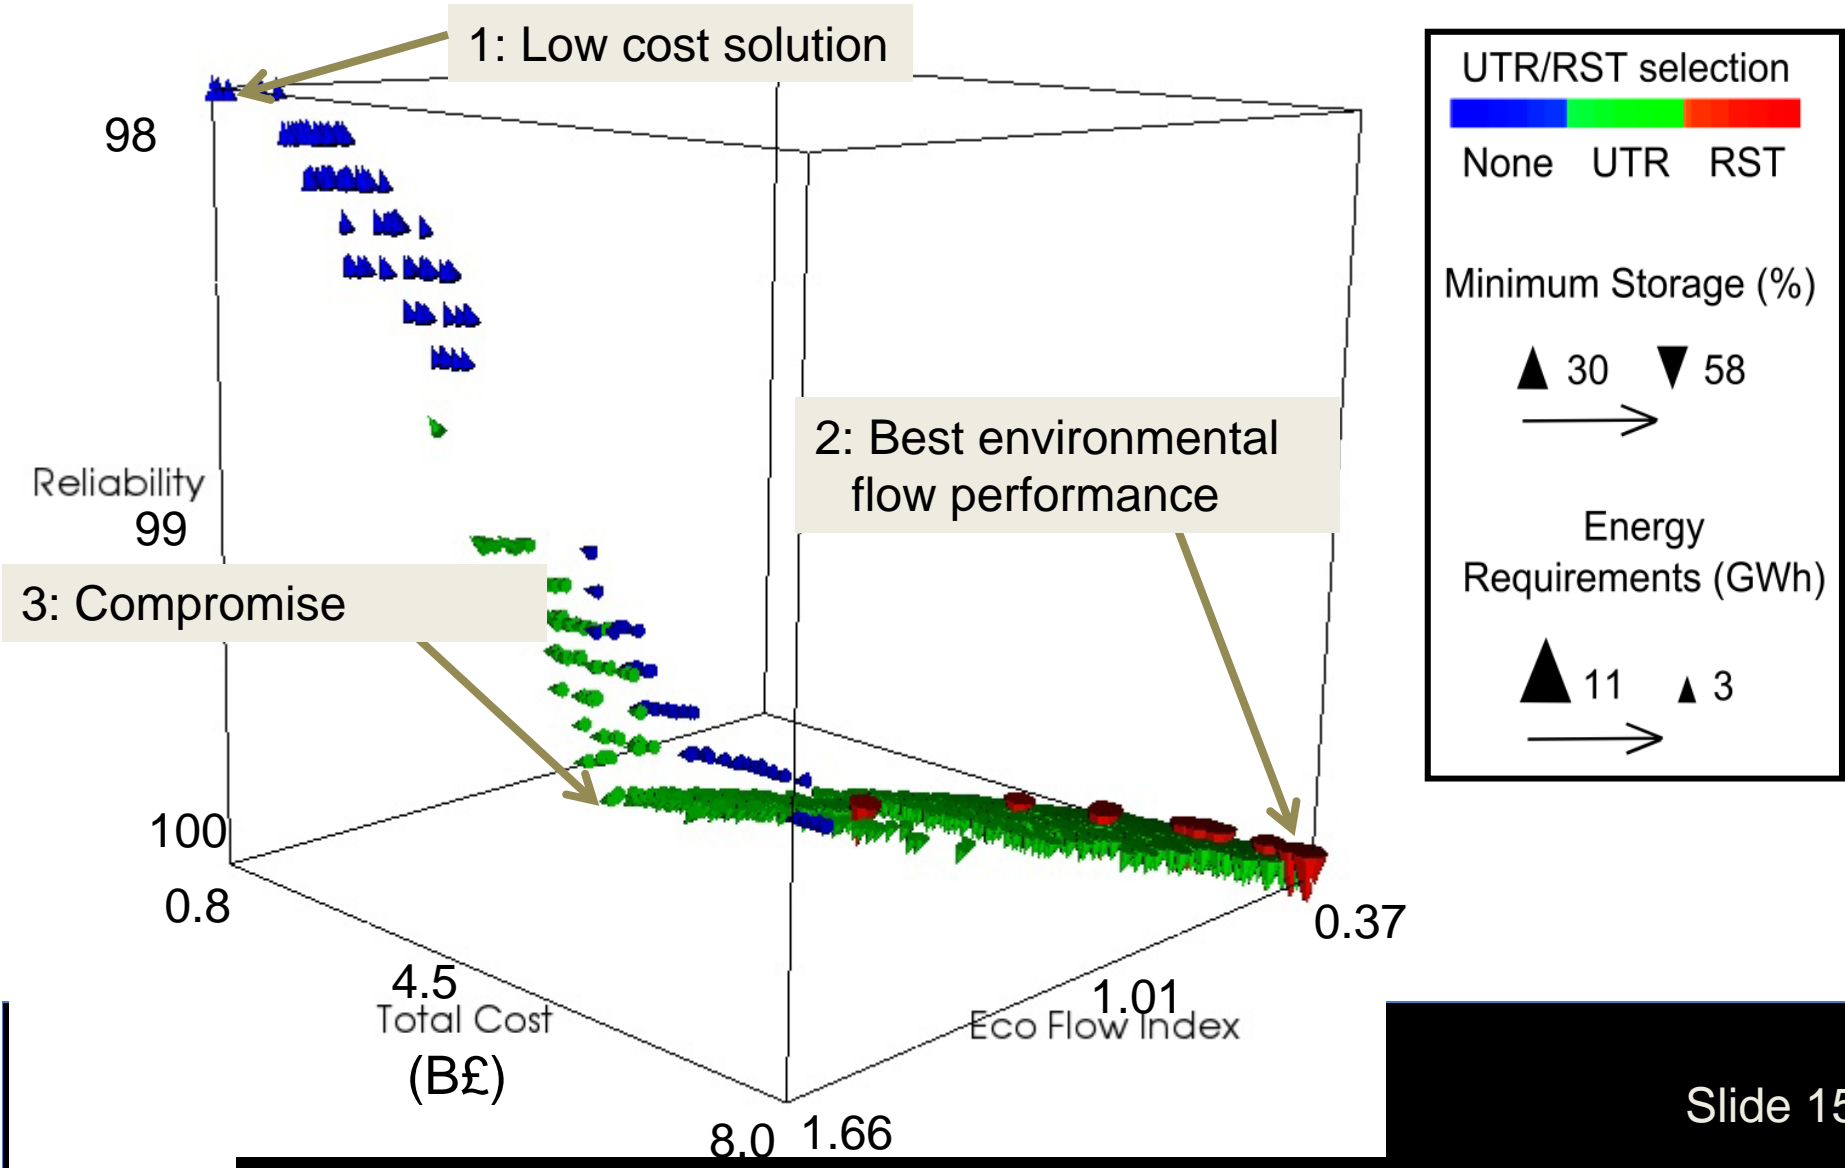 1: Low cost solution
98
Reliability
99
3: Compromise
2: Best environmental
flow performance
100
0.8
4.5
Total Cost
(B£)
8.0
1.66
1.01
Eco Flow Index
0.37
UTR/RST selection
None UTR RST
Minimum Storage (%)
30 58
Energy
Requirements (GWh)
11 3
Slide 15